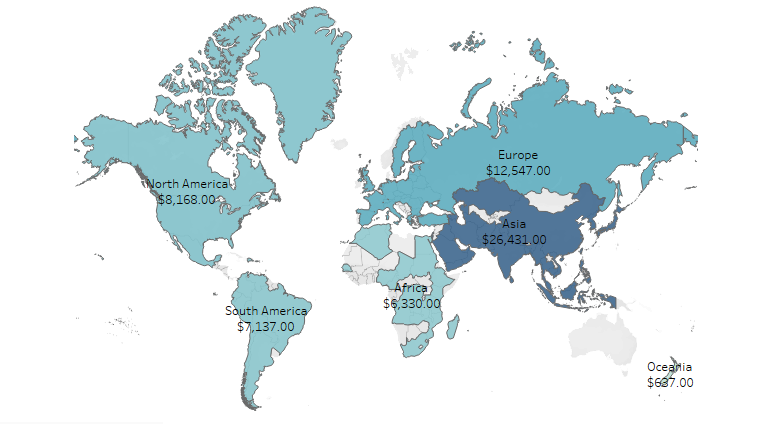 Europe
$12,547.00
North America
$8,168.00
Asia
$26,431.00
Africa
$6,330.00
South America
$7,137.00
Oceania
$637.00